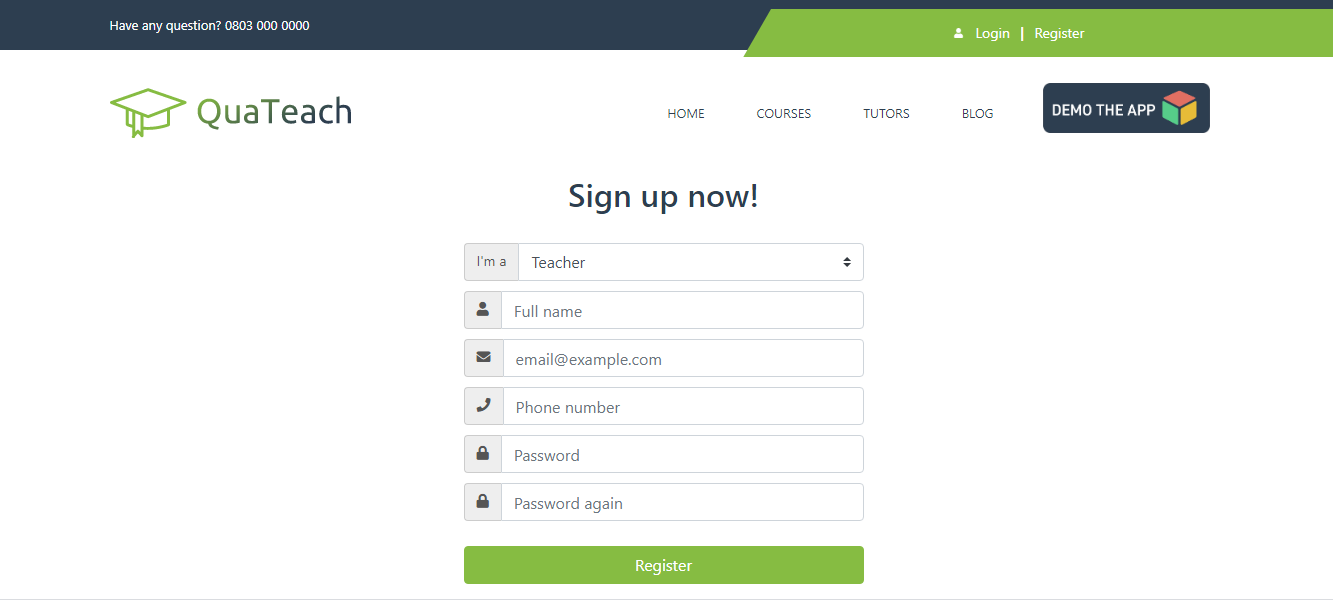 Have any question? 0803 000 0000
Login | Register
QuaTeach
HOME COURSES TUTORS BLOG DEMO THE APP
Sign up now!
I'm a Teacher
Full name
email@example.com
Phone number
Password
Password again
Register